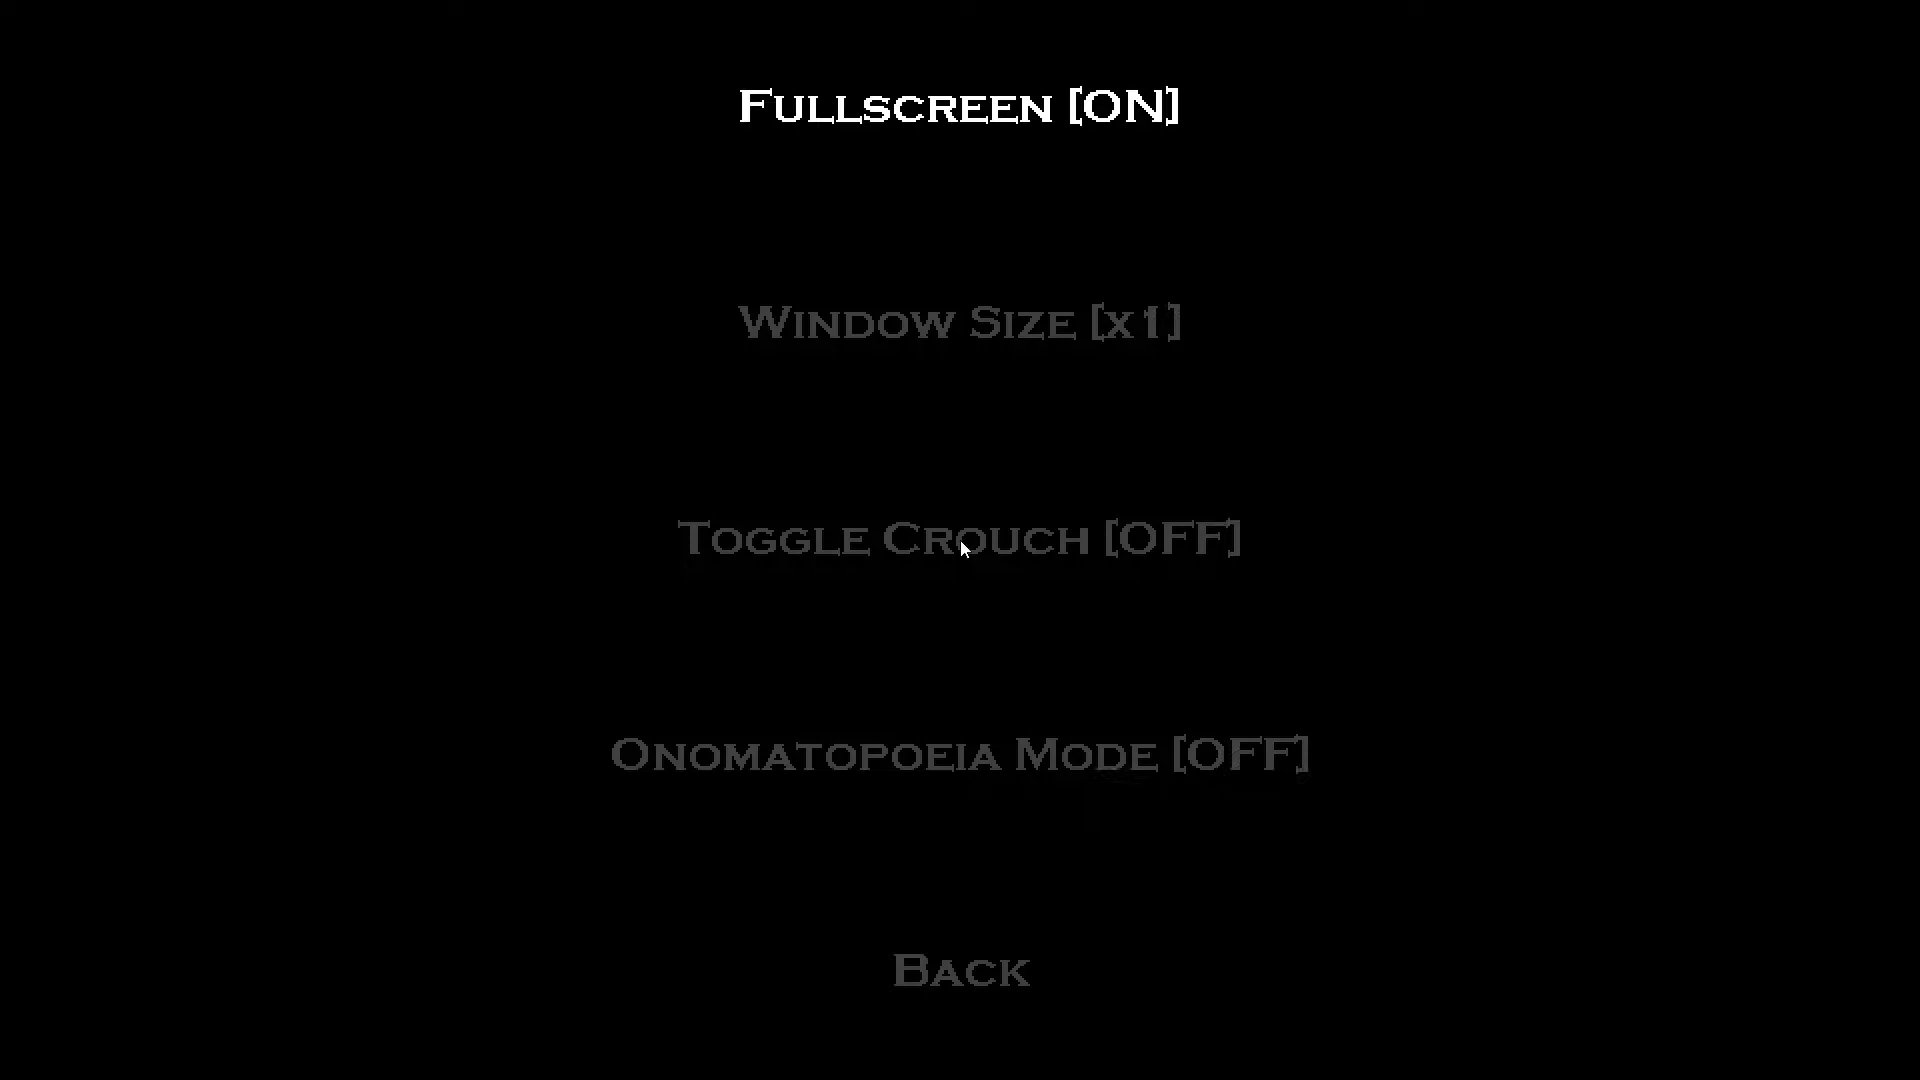 Fullscreen [ON]
Window Size [x1]
Toggle Crouch [OFF]
Onomatopoeia Mode [OFF]
Back